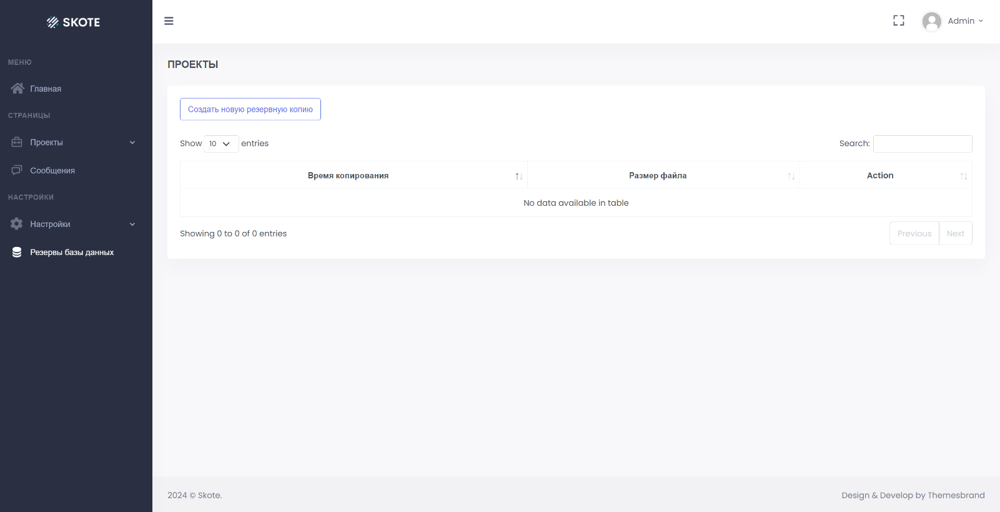 SKOTE
Admin
МЕНЮ
Главная
СТРАНИЦЫ
Проекты
Сообщения
НАСТРОЙКИ
Настройки
Резервы базы данных
ПРОЕКТЫ
Создать новую резервную копию
Show 10 entries
Search:
Время копирования Размер файла Action
No data available in table
Showing 0 to 0 of 0 entries
Previous Next
2024 © Skote.
Design & Develop by Themesbrand